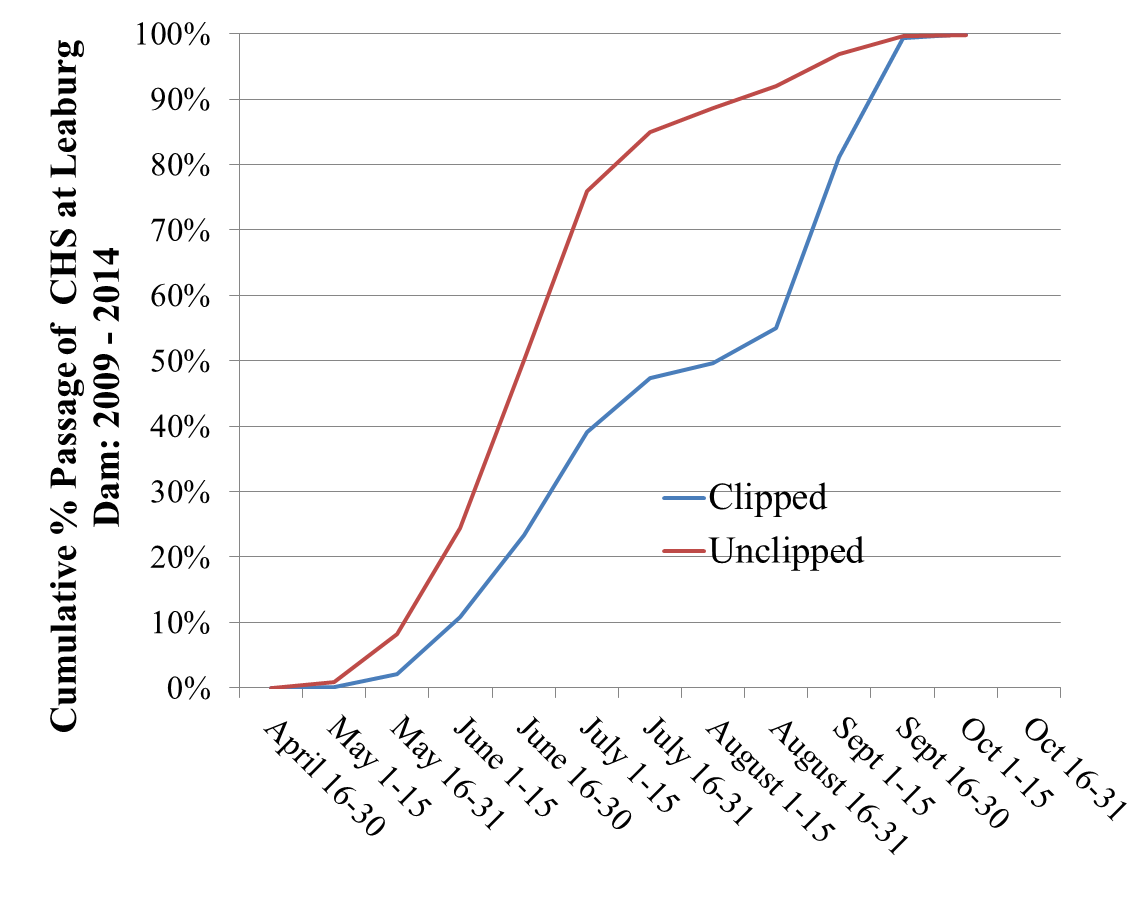 Cumulative % Passage of CHS at Leaburg
Dam: 2009 - 2014
100%
90%
80%
70%
60%
50%
40%
30%
20%
10%
0%
Clipped
Unclipped
April 16-30
May 1-15
May 16-31
June 1-15
June 16-30
July 1-15
July 16-31
August 1-15
August 16-31
Sept 1-15
Sept 16-30
Oct 1-15
Oct 16-31